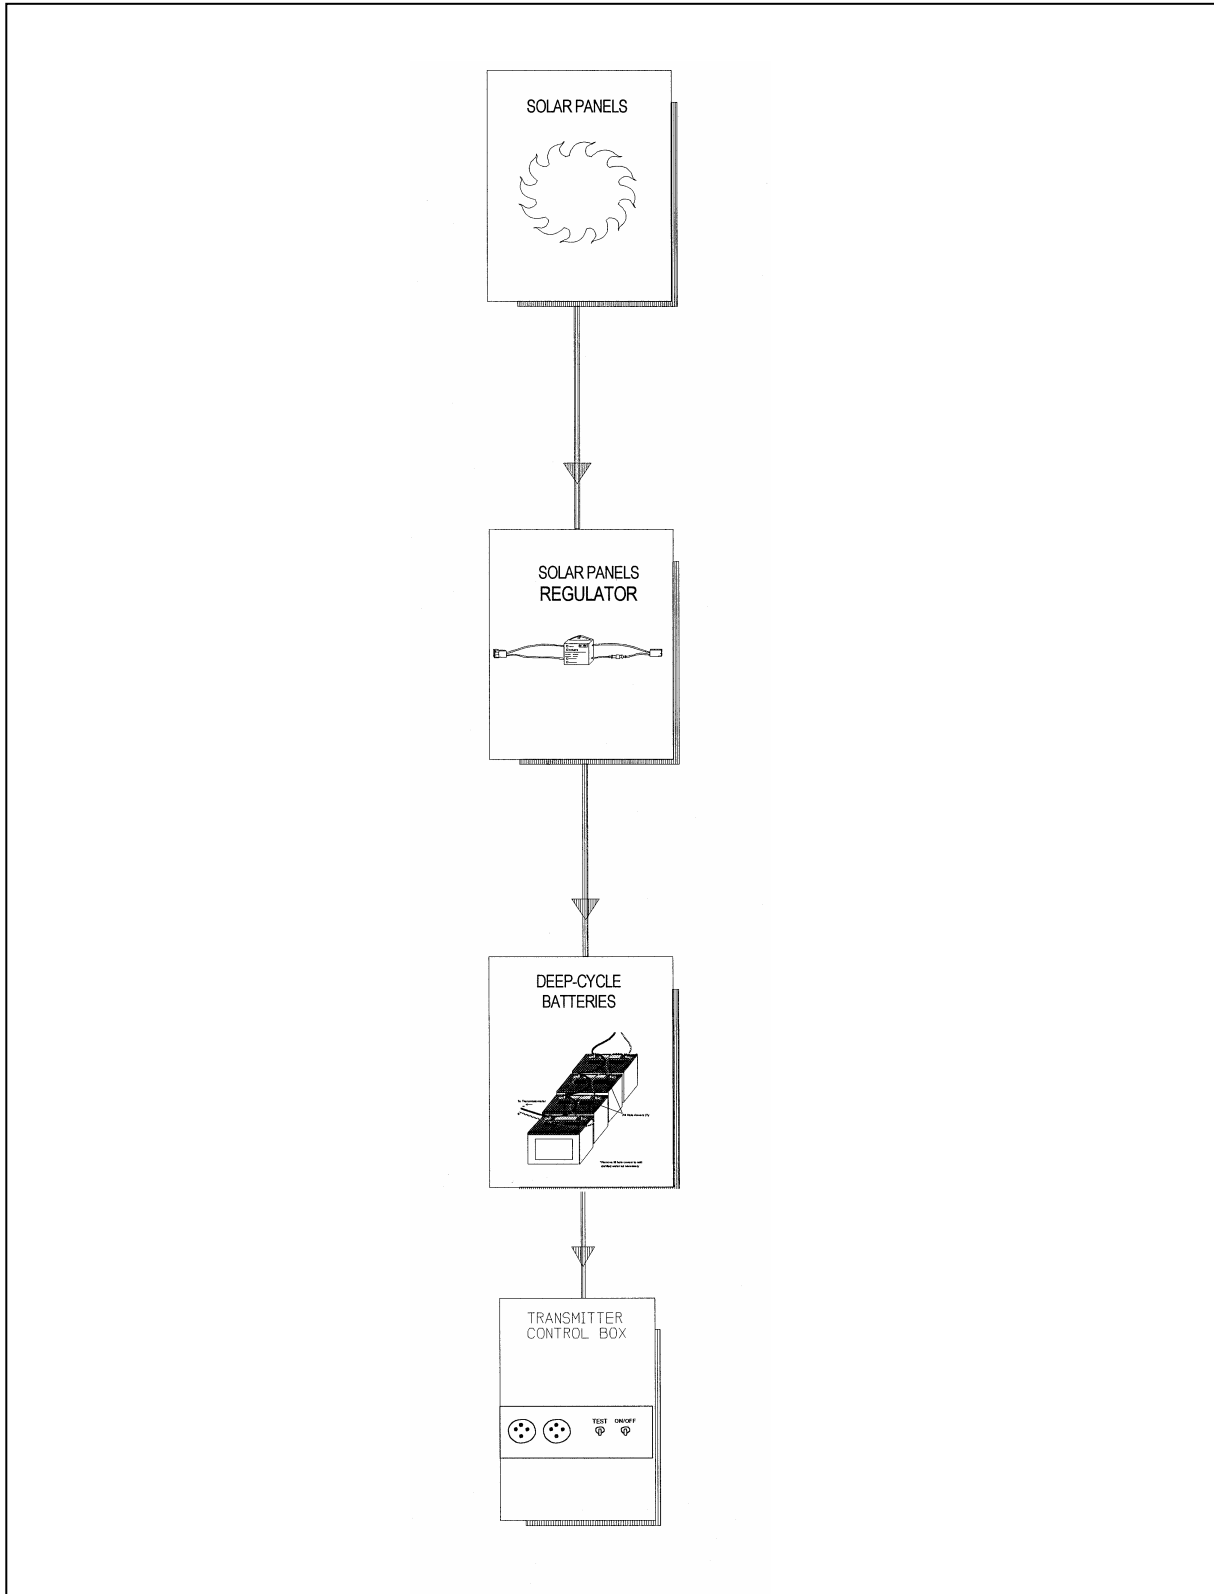 SOLAR PANELS
SOLAR PANELS
REGULATOR
DEEP-CYCLE
BATTERIES
TRANSMITTER
CONTROL BOX
TEST ON/OFF